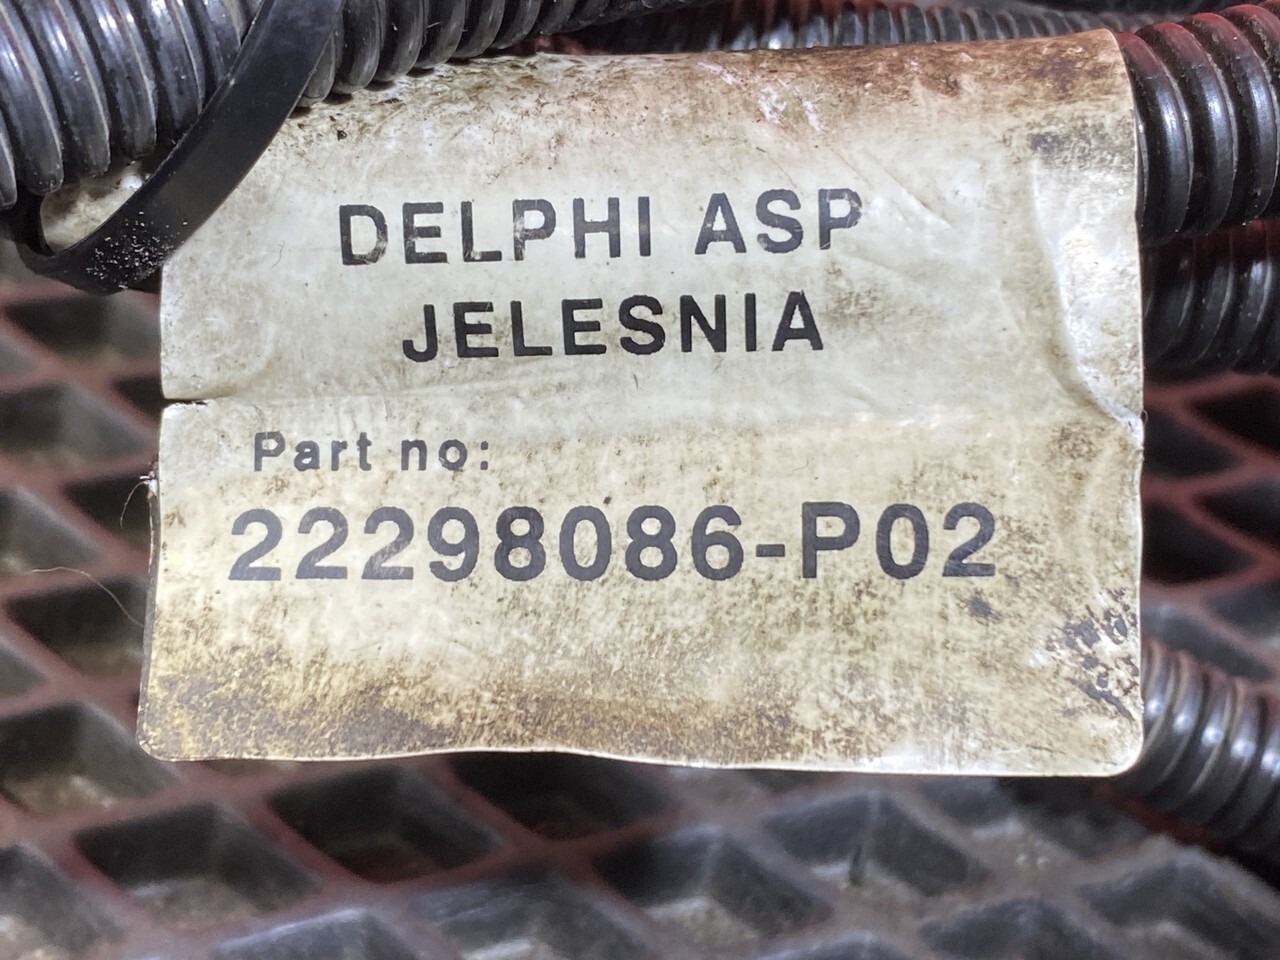 DELPHI ASP
JELESNIA
Part no:
22298086-P02